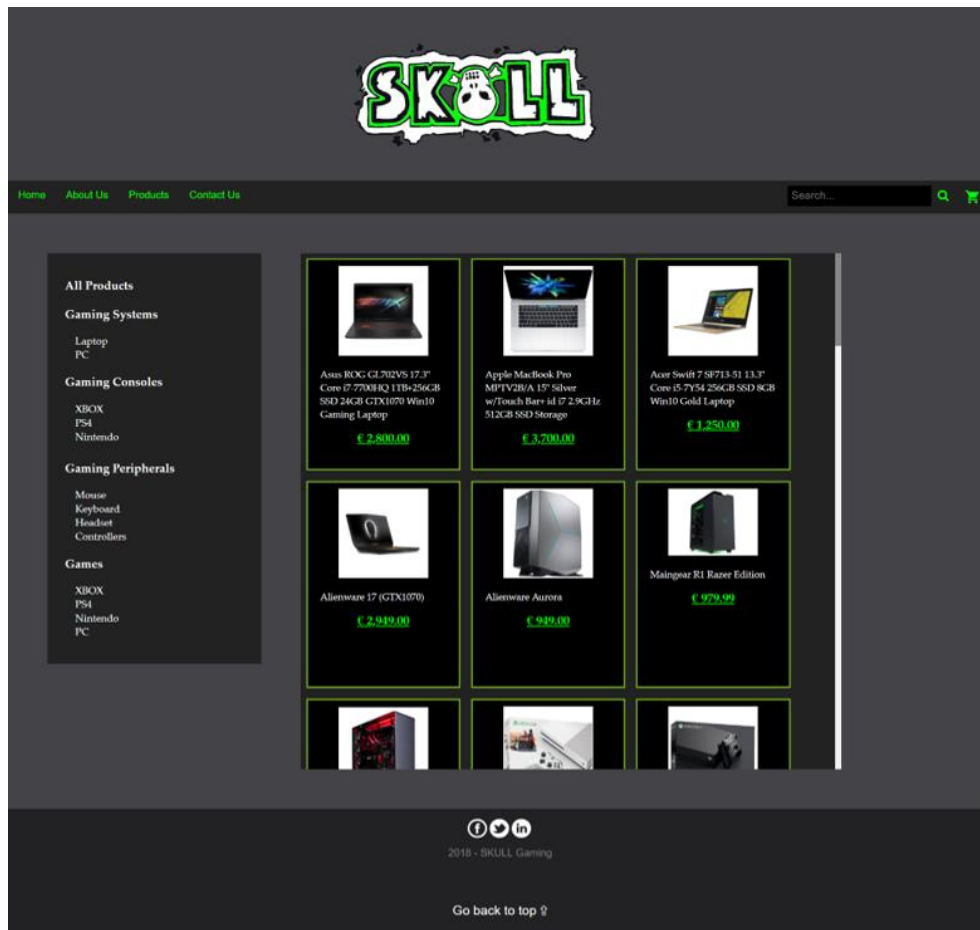 SKULL
Home About Us Products Contact Us Search...
All Products
Gaming Systems
Laptop
PC
Gaming Consoles
XBOX
PS4
Nintendo
Gaming Peripherals
Mouse
Keyboard
Headset
Controllers
Games
XBOX
PS4
Nintendo
PC
Asus ROG GL702VS 17.3"
Core i7-7700HQ 1TB+256GB
SSD 24GB GTX1070 Win10
Gaming Laptop
€ 2,800.00
Apple MacBook Pro
MPTV2B/A 15" Silver
w/Touch Bar+ id i7 2.9GHz
512GB SSD Storage
€ 3,700.00
Acer Swift 7 SF713-51 13.3"
Core i5-7Y54 256GB SSD 8GB
Win10 Gold Laptop
€ 1,250.00
Alienware 17 (GTX1070)
€ 2,949.00
Alienware Aurora
€ 949.00
Maingear R1 Razer Edition
€ 979.99
2018 - SKULL Gaming
Go back to top ⇪